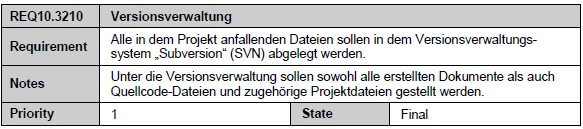 REQ10.3210 Versionsverwaltung
Requirement Alle in dem Projekt anfallenden Dateien sollen in dem Versionsverwaltungs-
system „Subversion“ (SVN) abgelegt werden.
Notes Unter die Versionsverwaltung sollen sowohl alle erstellten Dokumente als auch
Quellcode-Dateien und zugehörige Projektdateien gestellt werden.
Priority 1 State Final